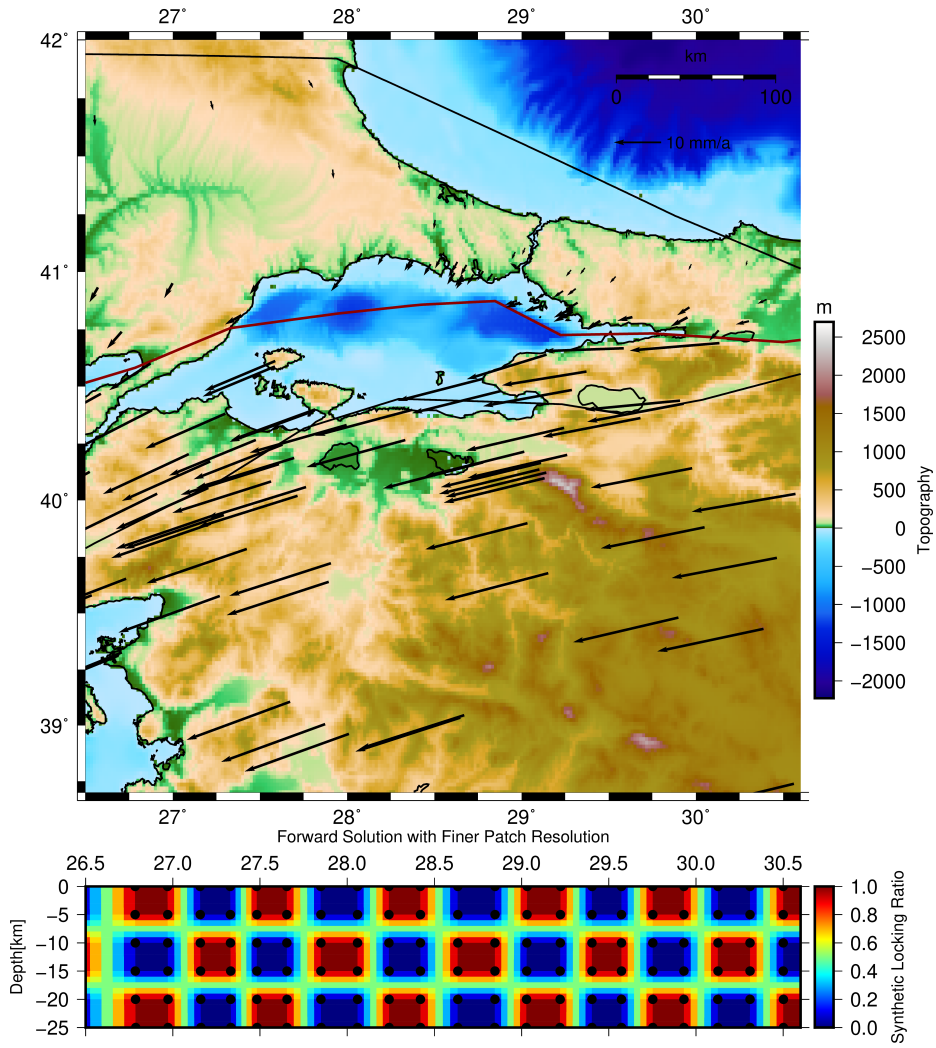 27° 28° 29° 30°
42°
km
0 100
10 mm/a
41°
m
2500
2000
1500
1000
500
0
−500
−1000
−1500
−2000
Topography
40°
39°
27° 28° 29° 30°
Forward Solution with Finer Patch Resolution
26.5 27.0 27.5 28.0 28.5 29.0 29.5 30.0 30.5
0
−5
−10
−15
−20
−25
Depth[km]
1.0
0.8
0.6
0.4
0.2
0.0
Synthetic Locking Ratio